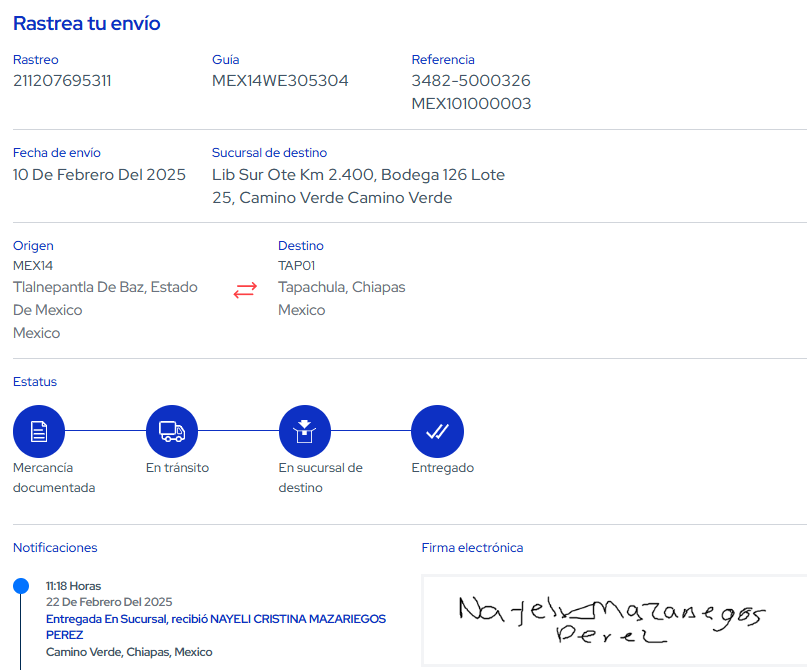 Rastrea tu envío
Rastreo
211207695311
Guía
MEX14WE305304
Referencia
3482-5000326
MEX101000003
Fecha de envío
10 De Febrero Del 2025
Sucursal de destino
Lib Sur Ote Km 2.400, Bodega 126 Lote
25, Camino Verde Camino Verde
Origen
MEX14
Tlalnepantla De Baz, Estado
De Mexico
Mexico
Destino
TAP01
Tapachula, Chiapas
Mexico
Estatus
Mercancía
documentada
En tránsito
En sucursal de
destino
Entregado
Notificaciones
11:18 Horas
22 De Febrero Del 2025
Entregada En Sucursal, recibió NAYELI CRISTINA MAZARIEGOS
PEREZ
Camino Verde, Chiapas, Mexico
Firma electrónica
Nayeli Mazariegos
Perez